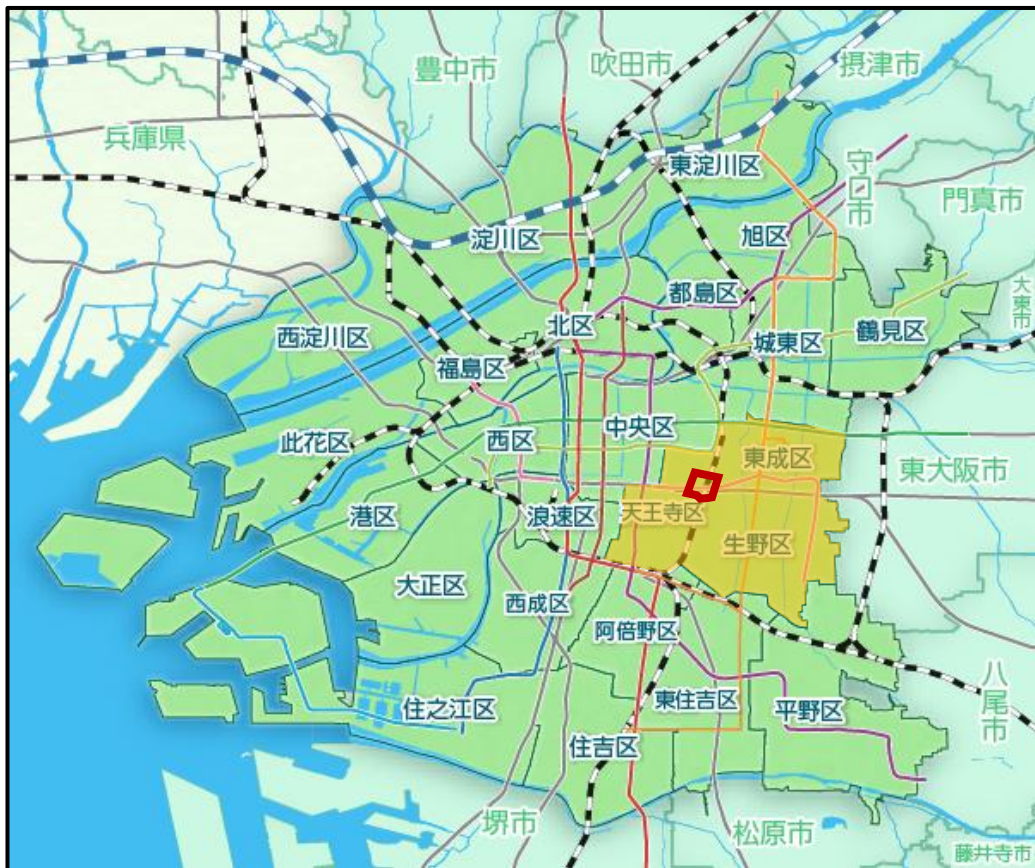 豊中市
吹田市
摂津市
兵庫県
東淀川区
守口市
門真市
淀川区
旭区
大東市
都島区
北区
西淀川区
城東区
鶴見区
福島区
此花区
西区
中央区
東成区
東大阪市
港区
浪速区
天王寺区
生野区
大正区
西成区
阿倍野区
八尾市
住之江区
東住吉区
平野区
住吉区
堺市
松原市
藤井寺市